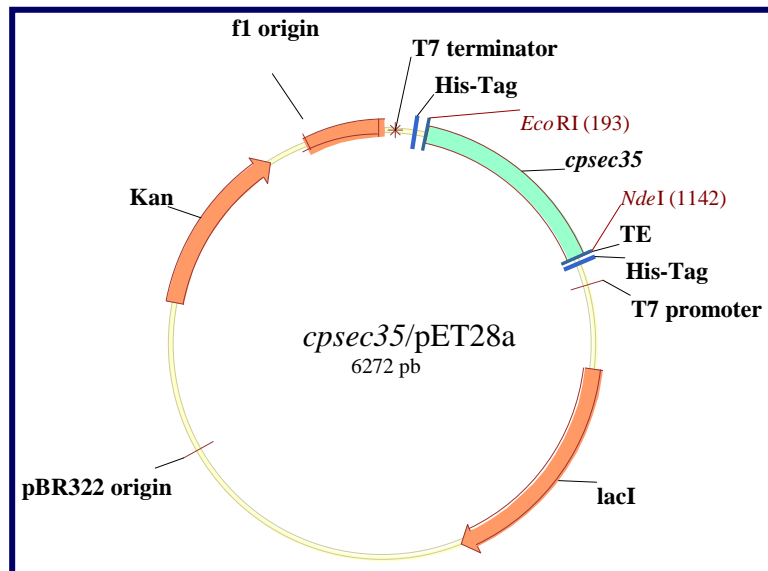 f1 origin
T7 terminator
His-Tag
EcoRI (193)
cpsec35
NdeI (1142)
TE
His-Tag
T7 promoter
Kan
cpsec35/pET28a
6272 pb
pBR322 origin
lacI